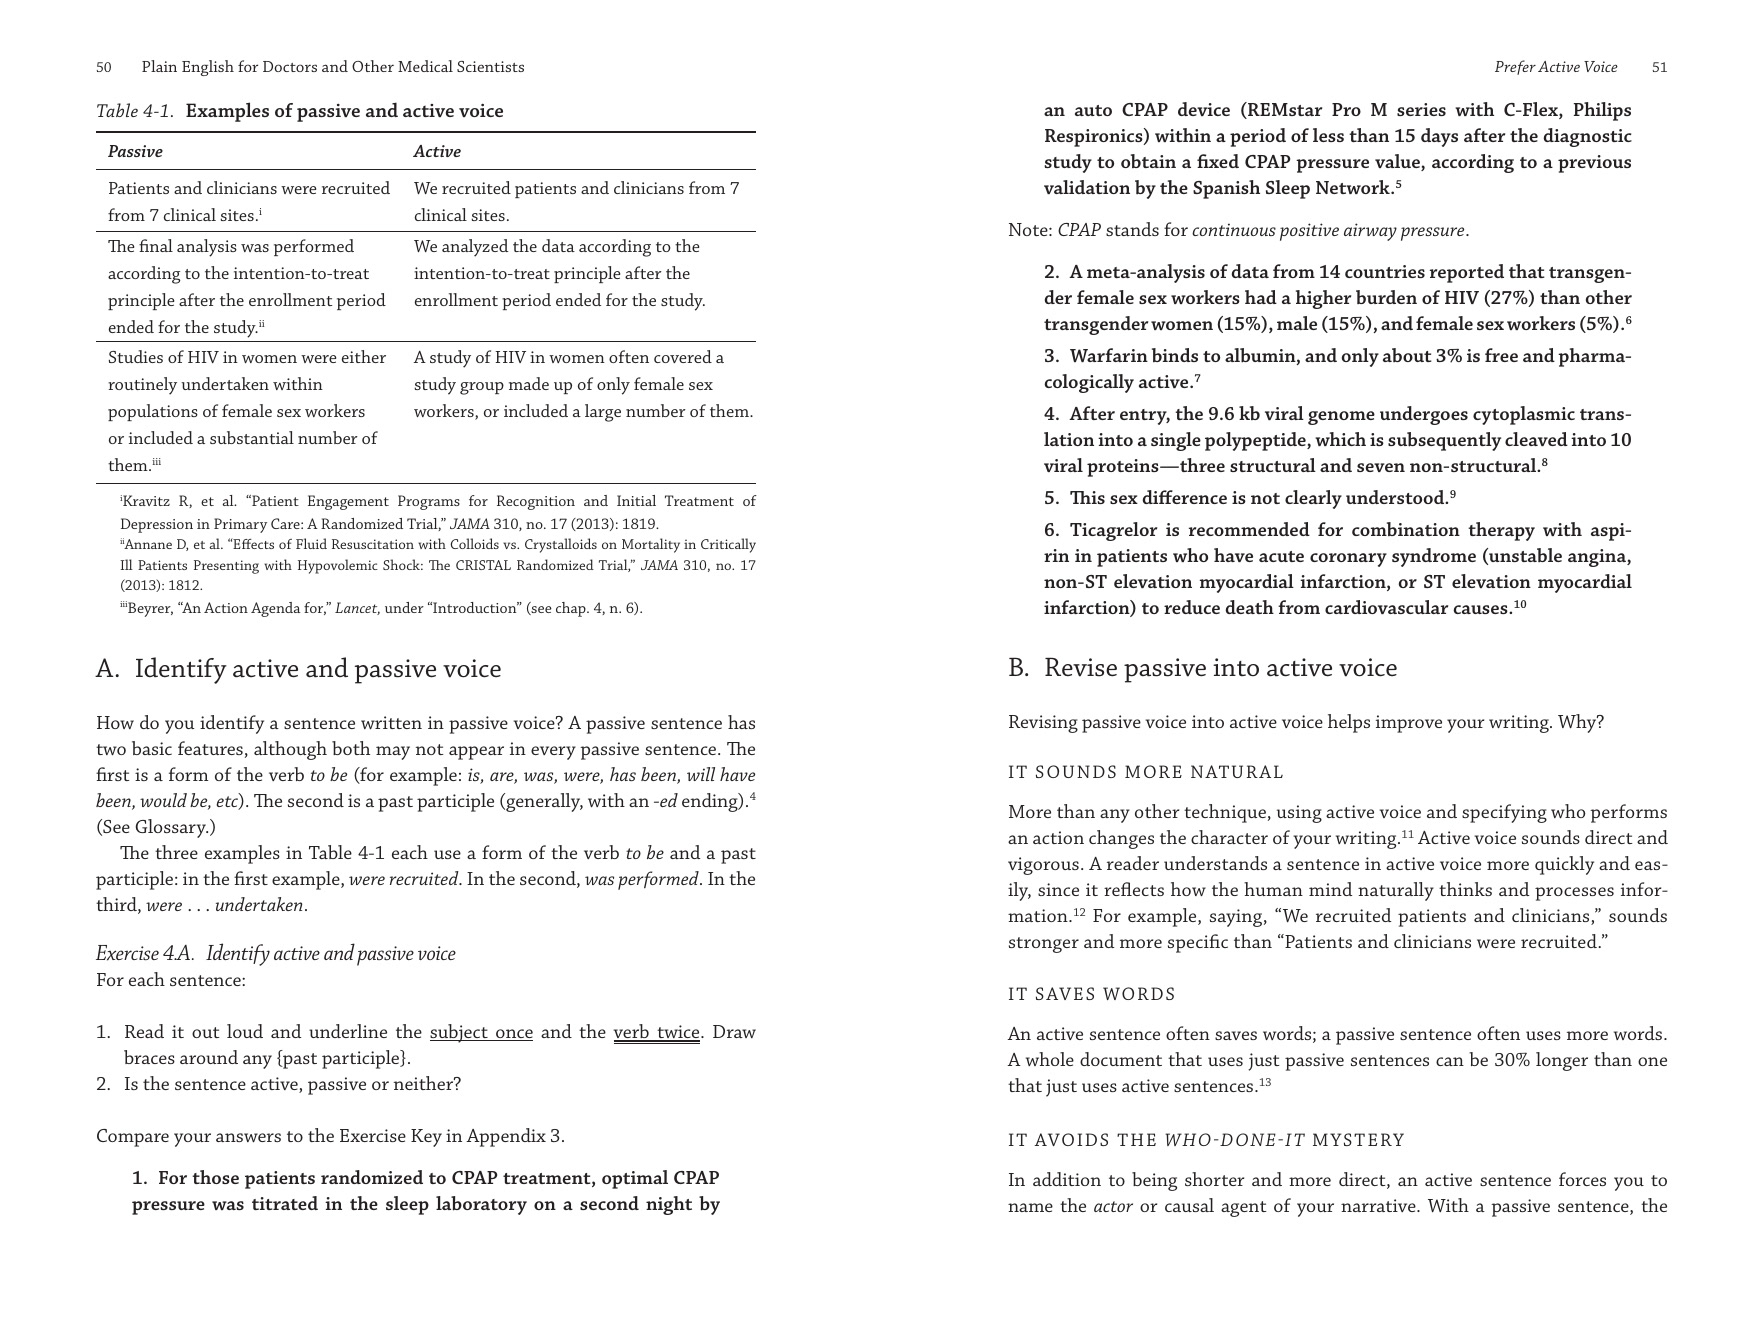 50 Plain English for Doctors and Other Medical Scientists
Table 4-1. Examples of passive and active voice
Passive Active
Patients and clinicians were recruited We recruited patients and clinicians from 7
from 7 clinical sites.ⁱ clinical sites.
The final analysis was performed We analyzed the data according to the
according to the intention-to-treat intention-to-treat principle after the
principle after the enrollment period enrollment period ended for the study.
ended for the study.ⁱⁱ
Studies of HIV in women were either A study of HIV in women often covered a
routinely undertaken within study group made up of only female sex
populations of female sex workers workers, or included a large number of them.
or included a substantial number of
them.ⁱⁱⁱ
ⁱKravitz R, et al. “Patient Engagement Programs for Recognition and Initial Treatment of
Depression in Primary Care: A Randomized Trial,” JAMA 310, no. 17 (2013): 1819.
ⁱⁱAnnane D, et al. “Effects of Fluid Resuscitation with Colloids vs. Crystalloids on Mortality in Critically
Ill Patients Presenting with Hypovolemic Shock: The CRISTAL Randomized Trial,” JAMA 310, no. 17
(2013): 1812.
ⁱⁱⁱBeyrer, “An Action Agenda for,” Lancet, under “Introduction” (see chap. 4, n. 6).
A. Identify active and passive voice
How do you identify a sentence written in passive voice? A passive sentence has
two basic features, although both may not appear in every passive sentence. The
first is a form of the verb to be (for example: is, are, was, were, has been, will have
been, would be, etc). The second is a past participle (generally, with an -ed ending).⁴
(See Glossary.)
The three examples in Table 4-1 each use a form of the verb to be and a past
participle: in the first example, were recruited. In the second, was performed. In the
third, were . . . undertaken.
Exercise 4.A. Identify active and passive voice
For each sentence:
1. Read it out loud and underline the subject once and the verb twice. Draw
braces around any {past participle}.
2. Is the sentence active, passive or neither?
Compare your answers to the Exercise Key in Appendix 3.
1. For those patients randomized to CPAP treatment, optimal CPAP
pressure was titrated in the sleep laboratory on a second night by
Prefer Active Voice 51
an auto CPAP device (REMstar Pro M series with C-Flex, Philips
Respironics) within a period of less than 15 days after the diagnostic
study to obtain a fixed CPAP pressure value, according to a previous
validation by the Spanish Sleep Network.⁵
Note: CPAP stands for continuous positive airway pressure.
2. A meta-analysis of data from 14 countries reported that transgen-
der female sex workers had a higher burden of HIV (27%) than other
transgender women (15%), male (15%), and female sex workers (5%).⁶
3. Warfarin binds to albumin, and only about 3% is free and pharma-
cologically active.⁷
4. After entry, the 9.6 kb viral genome undergoes cytoplasmic trans-
lation into a single polypeptide, which is subsequently cleaved into 10
viral proteins—three structural and seven non-structural.⁸
5. This sex difference is not clearly understood.⁹
6. Ticagrelor is recommended for combination therapy with aspi-
rin in patients who have acute coronary syndrome (unstable angina,
non-ST elevation myocardial infarction, or ST elevation myocardial
infarction) to reduce death from cardiovascular causes.¹⁰
B. Revise passive into active voice
Revising passive voice into active voice helps improve your writing. Why?
IT SOUNDS MORE NATURAL
More than any other technique, using active voice and specifying who performs
an action changes the character of your writing.¹¹ Active voice sounds direct and
vigorous. A reader understands a sentence in active voice more quickly and eas-
ily, since it reflects how the human mind naturally thinks and processes infor-
mation.¹² For example, saying, “We recruited patients and clinicians,” sounds
stronger and more specific than “Patients and clinicians were recruited.”
IT SAVES WORDS
An active sentence often saves words; a passive sentence often uses more words.
A whole document that uses just passive sentences can be 30% longer than one
that just uses active sentences.¹³
IT AVOIDS THE WHO-DONE-IT MYSTERY
In addition to being shorter and more direct, an active sentence forces you to
name the actor or causal agent of your narrative. With a passive sentence, the